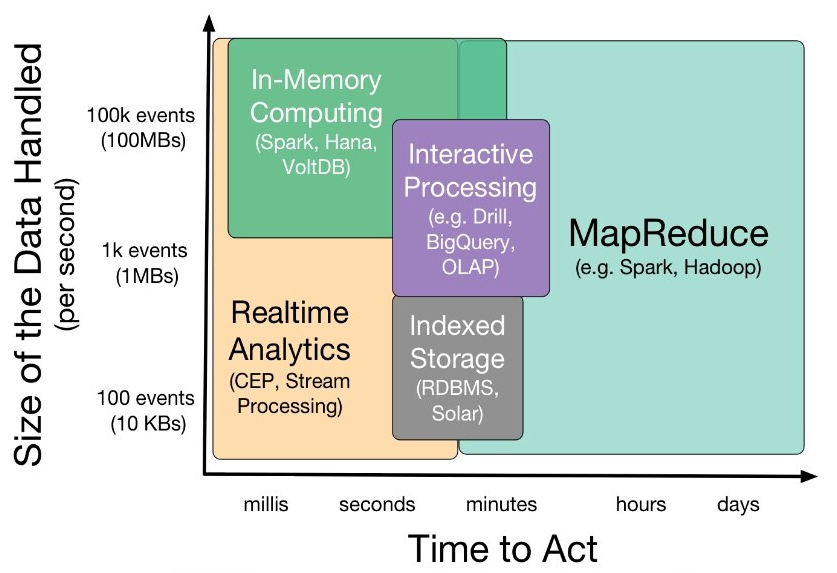 Size of the Data Handled
(per second)
100k events
(100MBs)
1k events
(1MBs)
100 events
(10 KBs)
In-Memory
Computing
(Spark, Hana,
VoltDB)
Interactive
Processing
(e.g. Drill,
BigQuery,
OLAP)
MapReduce
(e.g. Spark, Hadoop)
Realtime
Analytics
(CEP, Stream
Processing)
Indexed
Storage
(RDBMS,
Solar)
millis
seconds
minutes
hours
days
Time to Act